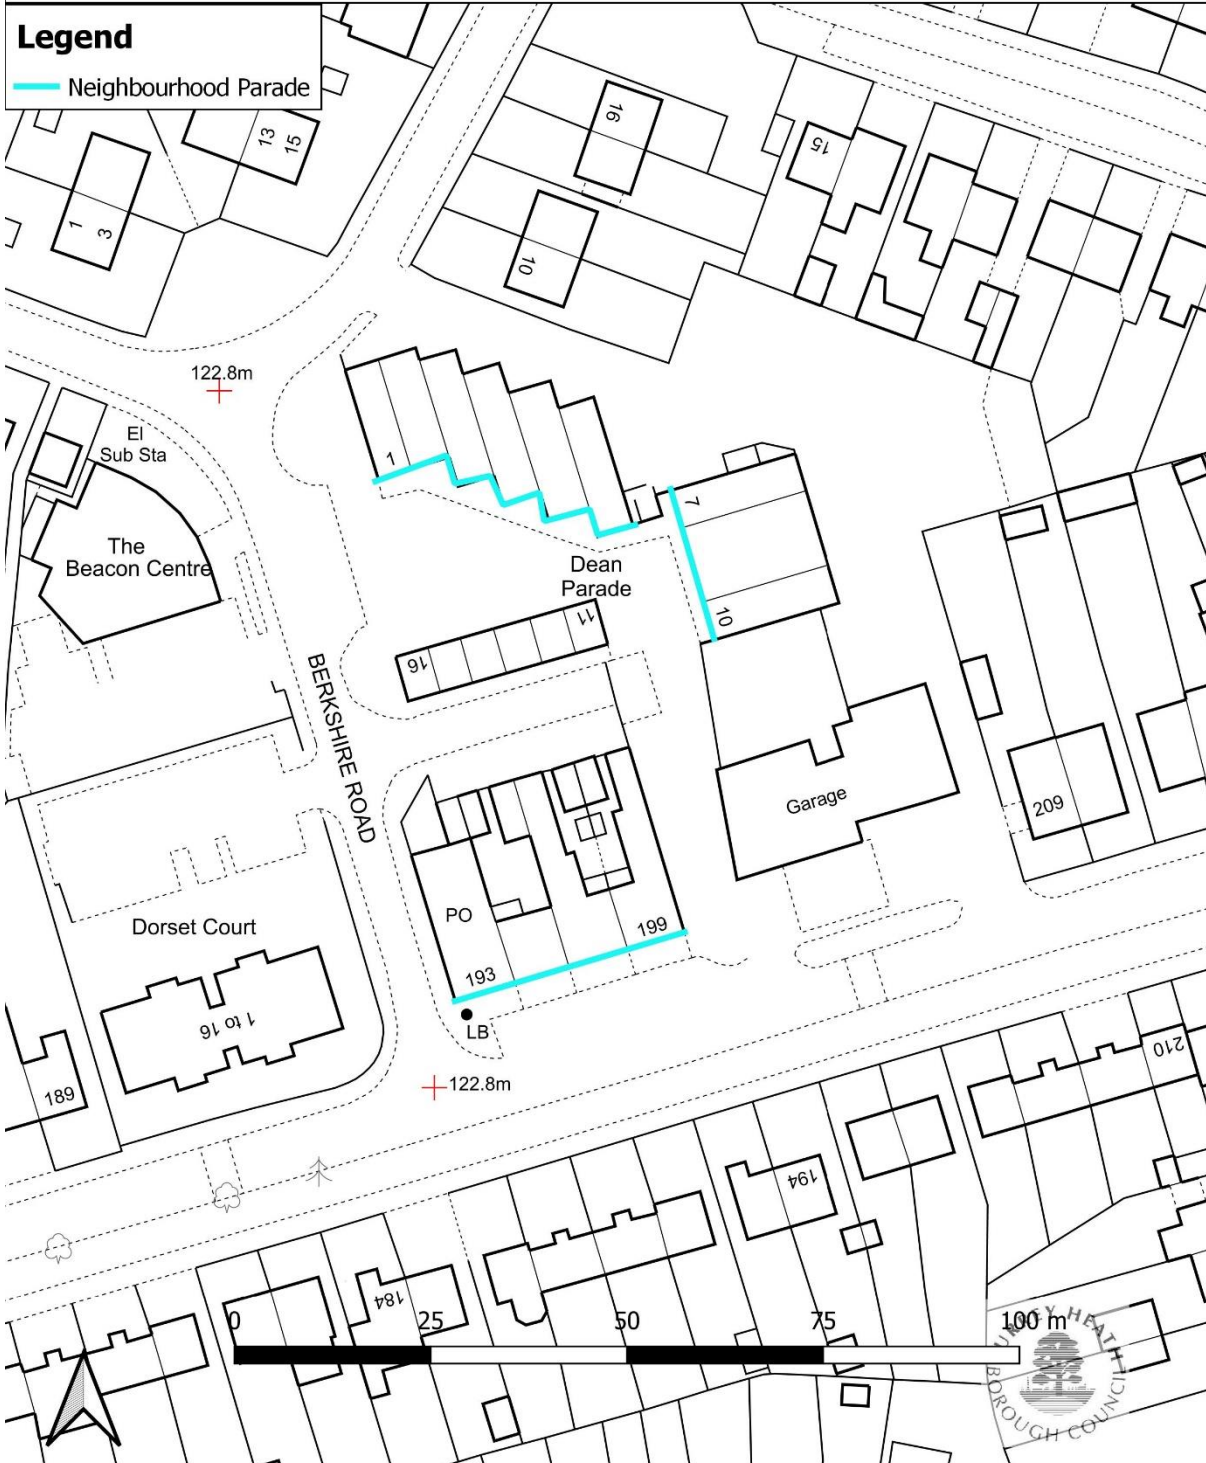 Legend
Neighbourhood Parade
13
15
1
3
16
10
15
122.8m
El
Sub Sta
The
Beacon Centre
1
7
Dean
Parade
10
11
16
BERKSHIRE ROAD
Garage
209
PO
199
193
LB
Dorset Court
1 to 16
189
122.8m
210
194
184
0 25 50 75 100 m
SURREY HEATH
BOROUGH COUNCIL